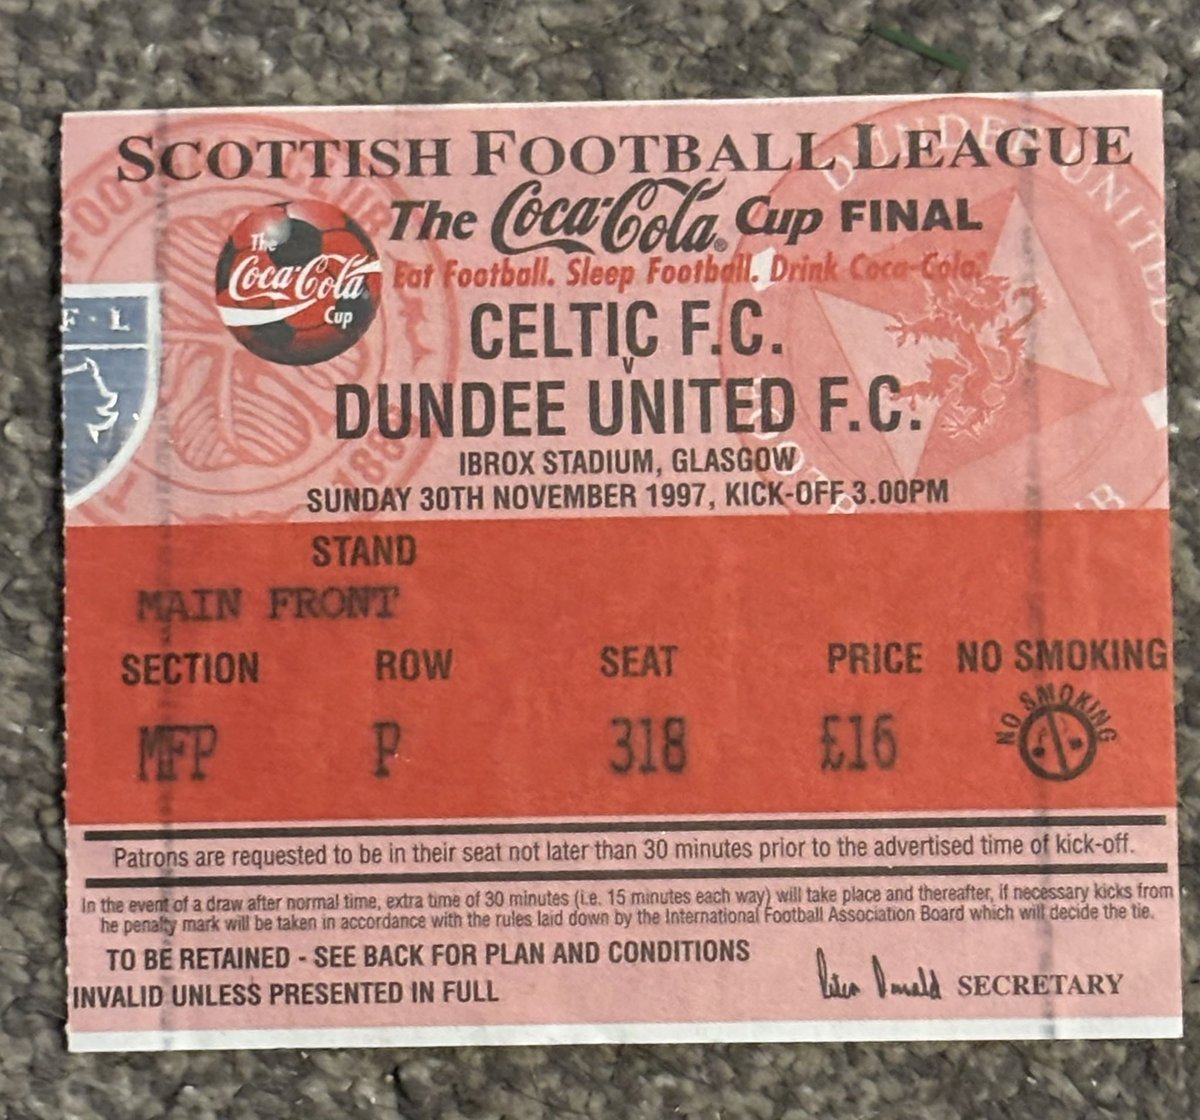 SCOTTISH FOOTBALL LEAGUE
The Coca-Cola® Cup FINAL
The
Coca-Cola
Cup
Eat Football. Sleep Football. Drink Coca-Cola.
F·L
CELTIC F.C.
v
DUNDEE UNITED F.C.
IBROX STADIUM, GLASGOW
SUNDAY 30TH NOVEMBER 1997, KICK-OFF 3.00PM
FOO
CLUB
1888
DUNDEE UNITED
STAND
MAIN FRONT
SECTION ROW SEAT PRICE NO SMOKING
MFP P 318 £16
NO SMOKING
Patrons are requested to be in their seat not later than 30 minutes prior to the advertised time of kick-off.
In the event of a draw after normal time, extra time of 30 minutes (i.e. 15 minutes each way) will take place and thereafter, if necessary kicks from
he penalty mark will be taken in accordance with the rules laid down by the International Football Association Board which will decide the tie.
TO BE RETAINED - SEE BACK FOR PLAN AND CONDITIONS
INVALID UNLESS PRESENTED IN FULL
Peter Donald SECRETARY